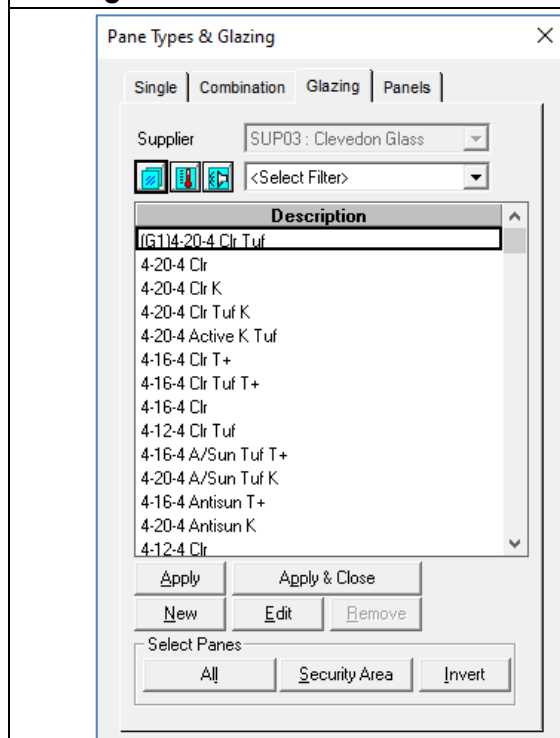 Pane Types & Glazing
Single Combination Glazing Panels
Supplier SUP03 : Clevedon Glass
<Select Filter>
Description
(G1)4-20-4 Clr Tuf
4-20-4 Clr
4-20-4 Clr K
4-20-4 Clr Tuf K
4-20-4 Active K Tuf
4-16-4 Clr T+
4-16-4 Clr Tuf T+
4-16-4 Clr
4-12-4 Clr Tuf
4-16-4 A/Sun Tuf T+
4-20-4 A/Sun Tuf K
4-16-4 Antisun T+
4-20-4 Antisun K
4-12-4 Clr
Apply Apply & Close
New Edit Remove
Select Panes
All Security Area Invert